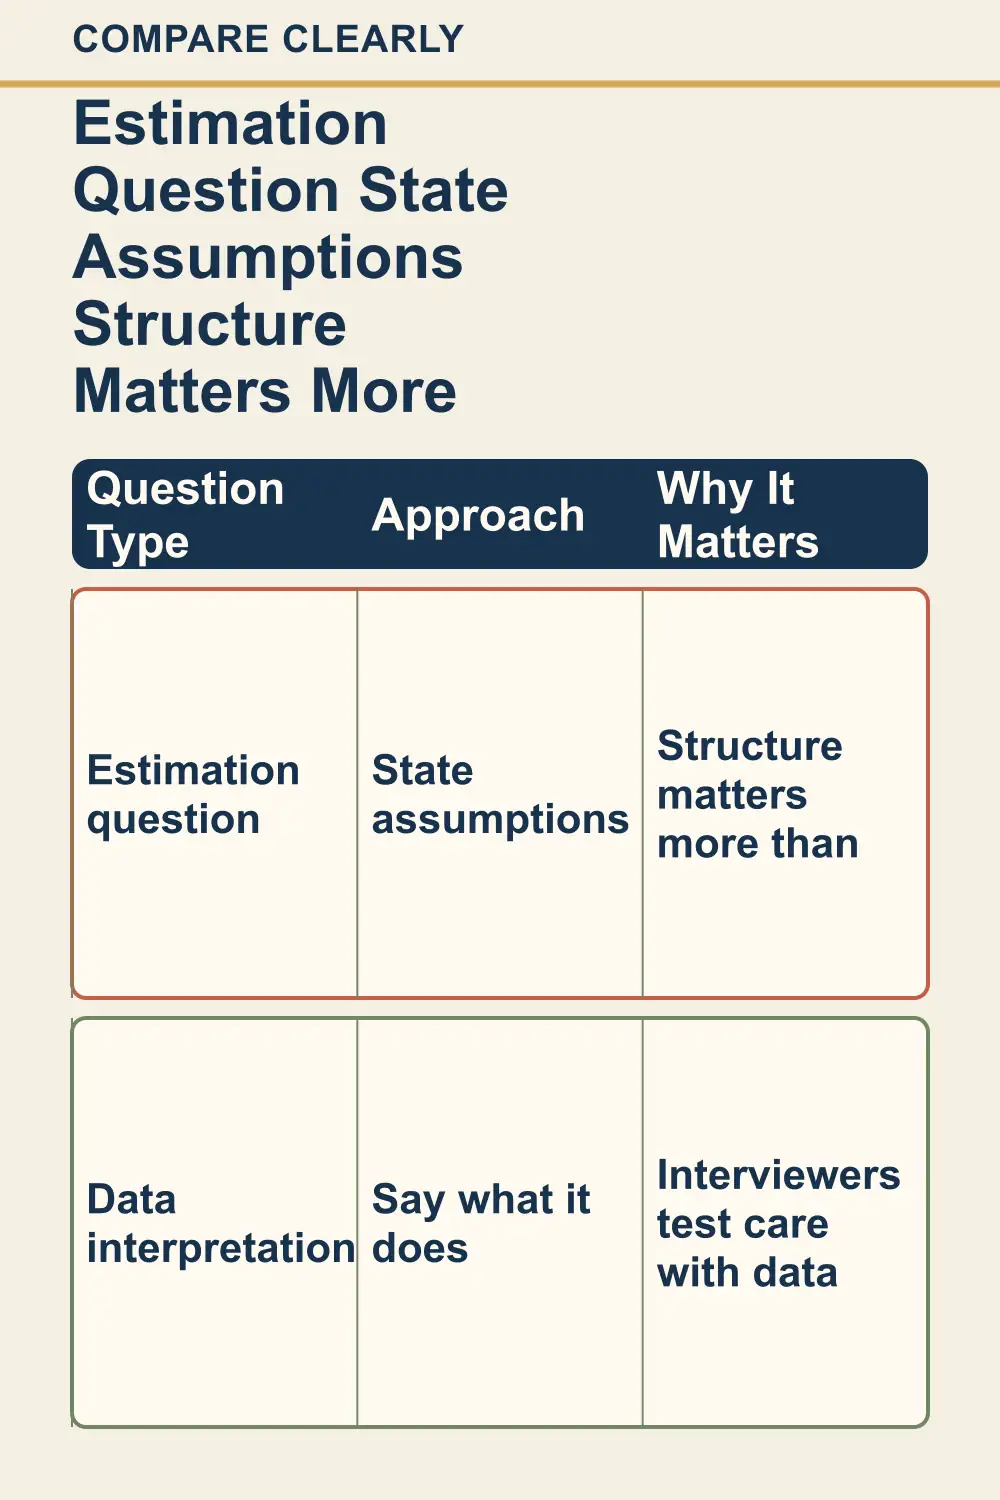 COMPARE CLEARLY
Estimation
Question State
Assumptions
Structure
Matters More
Question
Type
Approach
Why It
Matters
Estimation
question
State
assumptions
Structure
matters
more than
Data
interpretation
Say what it
does
Interviewers
test care
with data